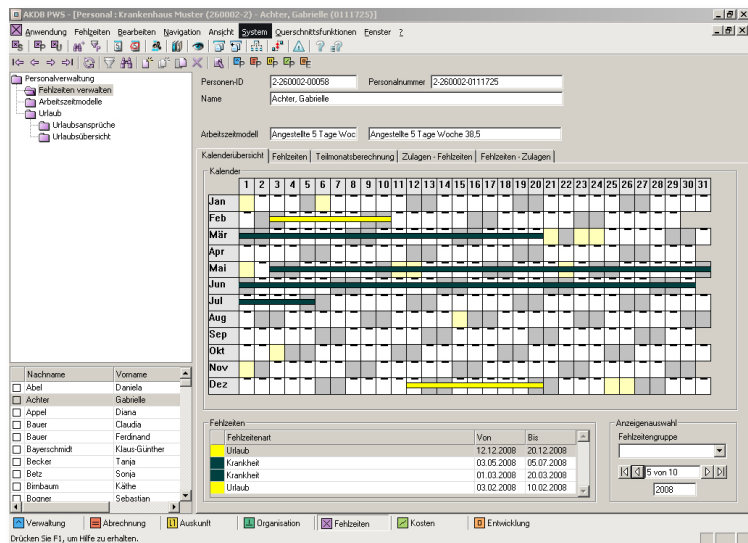 AKDB PWS - [Personal : Krankenhaus Muster (260002-2) - Achter, Gabrielle (0111725)]
Anwendung Fehlzeiten Bearbeiten Navigation Ansicht System Querschnittsfunktionen Fenster ?
Personalverwaltung
Fehlzeiten verwalten
Arbeitszeitmodelle
Urlaub
Urlaubsansprüche
Urlaubsübersicht
Personen-ID 2-260002-00058 Personalnummer 2-260002-0111725
Name Achter, Gabrielle
Arbeitszeitmodell Angestellte 5 Tage Woc Angestellte 5 Tage Woche 38,5
Kalenderübersicht Fehlzeiten Teilmonatsberechnung Zulagen - Fehlzeiten Fehlzeiten - Zulagen
Kalender
1 2 3 4 5 6 7 8 9 10 11 12 13 14 15 16 17 18 19 20 21 22 23 24 25 26 27 28 29 30 31
Jan
Feb
Mär
Apr
Mai
Jun
Jul
Aug
Sep
Okt
Nov
Dez
Nachname Vorname
Abel Daniela
Achter Gabrielle
Appel Diana
Bauer Claudia
Bauer Ferdinand
Bayerschmidt Klaus-Günther
Becker Tanja
Betz Sonja
Birnbaum Käthe
Bogner Sebastian
Fehlzeiten
Fehlzeitenart Von Bis
Urlaub 12.12.2008 20.12.2008
Krankheit 03.05.2008 05.07.2008
Krankheit 01.03.2008 20.03.2008
Urlaub 03.02.2008 10.02.2008
Anzeigenauswahl
Fehlzeitengruppe
5 von 10
2008
Verwaltung Abrechnung Auskunft Organisation Fehlzeiten Kosten Entwicklung
Drücken Sie F1, um Hilfe zu erhalten.